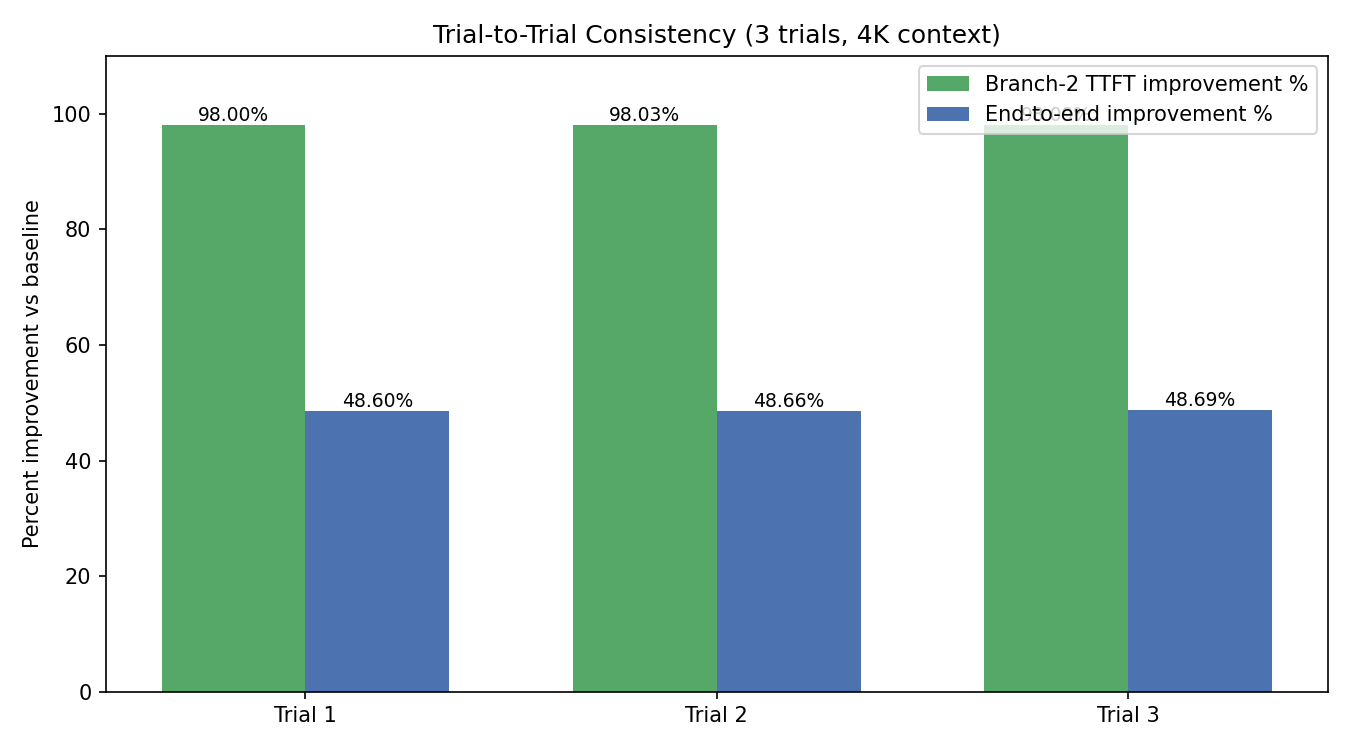 Trial-to-Trial Consistency (3 trials, 4K context)
Branch-2 TTFT improvement %
End-to-end improvement %
Percent improvement vs baseline
100
80
60
40
20
0
98.00%
48.60%
98.03%
48.66%
48.69%
Trial 1
Trial 2
Trial 3